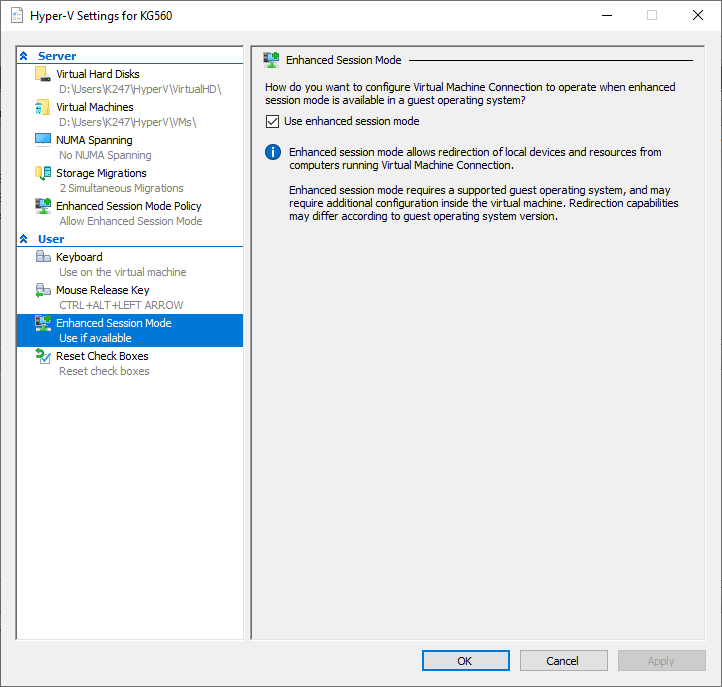 Hyper-V Settings for KG560
Server
Virtual Hard Disks
D:\Users\K247\HyperV\VirtualHD\
Virtual Machines
D:\Users\K247\HyperV\VMs\
NUMA Spanning
No NUMA Spanning
Storage Migrations
2 Simultaneous Migrations
Enhanced Session Mode Policy
Allow Enhanced Session Mode
User
Keyboard
Use on the virtual machine
Mouse Release Key
CTRL+ALT+LEFT ARROW
Enhanced Session Mode
Use if available
Reset Check Boxes
Reset check boxes
Enhanced Session Mode
How do you want to configure Virtual Machine Connection to operate when enhanced
session mode is available in a guest operating system?
Use enhanced session mode
Enhanced session mode allows redirection of local devices and resources from
computers running Virtual Machine Connection.
Enhanced session mode requires a supported guest operating system, and may
require additional configuration inside the virtual machine. Redirection capabilities
may differ according to guest operating system version.
OK
Cancel
Apply